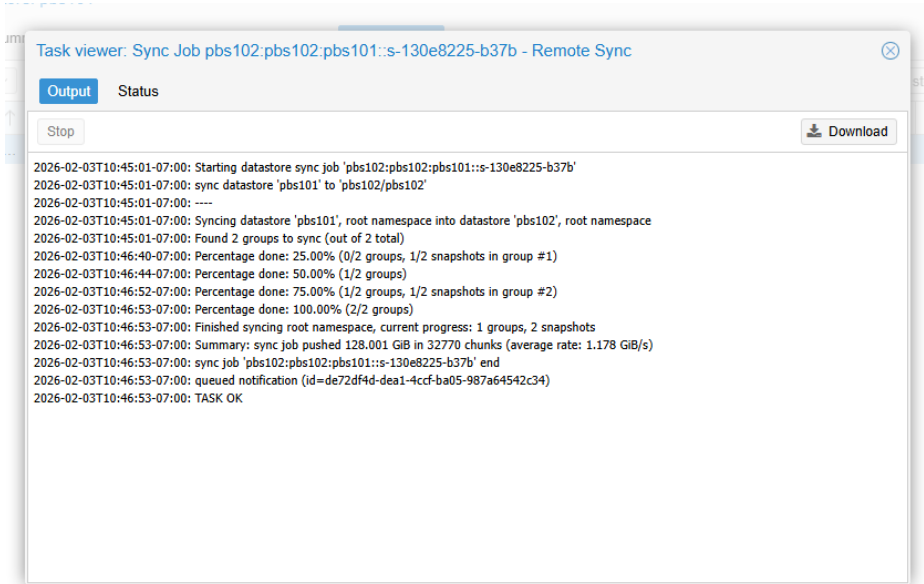 Task viewer: Sync Job pbs102:pbs102:pbs101::s-130e8225-b37b - Remote Sync
Output Status
Stop Download
2026-02-03T10:45:01-07:00: Starting datastore sync job 'pbs102:pbs102:pbs101::s-130e8225-b37b'
2026-02-03T10:45:01-07:00: sync datastore 'pbs101' to 'pbs102/pbs102'
2026-02-03T10:45:01-07:00: ----
2026-02-03T10:45:01-07:00: Syncing datastore 'pbs101', root namespace into datastore 'pbs102', root namespace
2026-02-03T10:45:01-07:00: Found 2 groups to sync (out of 2 total)
2026-02-03T10:46:40-07:00: Percentage done: 25.00% (0/2 groups, 1/2 snapshots in group #1)
2026-02-03T10:46:44-07:00: Percentage done: 50.00% (1/2 groups)
2026-02-03T10:46:52-07:00: Percentage done: 75.00% (1/2 groups, 1/2 snapshots in group #2)
2026-02-03T10:46:53-07:00: Percentage done: 100.00% (2/2 groups)
2026-02-03T10:46:53-07:00: Finished syncing root namespace, current progress: 1 groups, 2 snapshots
2026-02-03T10:46:53-07:00: Summary: sync job pushed 128.001 GiB in 32770 chunks (average rate: 1.178 GiB/s)
2026-02-03T10:46:53-07:00: sync job 'pbs102:pbs102:pbs101::s-130e8225-b37b' end
2026-02-03T10:46:53-07:00: queued notification (id=de72df4d-dea1-4ccf-ba05-987a64542c34)
2026-02-03T10:46:53-07:00: TASK OK